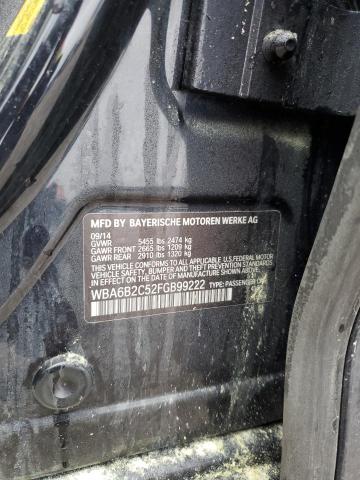 MFD BY BAYERISCHE MOTOREN WERKE AG
09/14
GVWR 5455 lbs 2474 kg
GAWR FRONT 2665 lbs 1209 kg
GAWR REAR 2910 lbs 1320 kg
THIS VEHICLE CONFORMS TO ALL APPLICABLE U.S. FEDERAL MOTOR
VEHICLE SAFETY, BUMPER, AND THEFT PREVENTION STANDARDS
IN EFFECT ON THE DATE OF MANUFACTURE SHOWN ABOVE.
WBA6B2C52FGB99222 TYPE: PASSENGER CAR